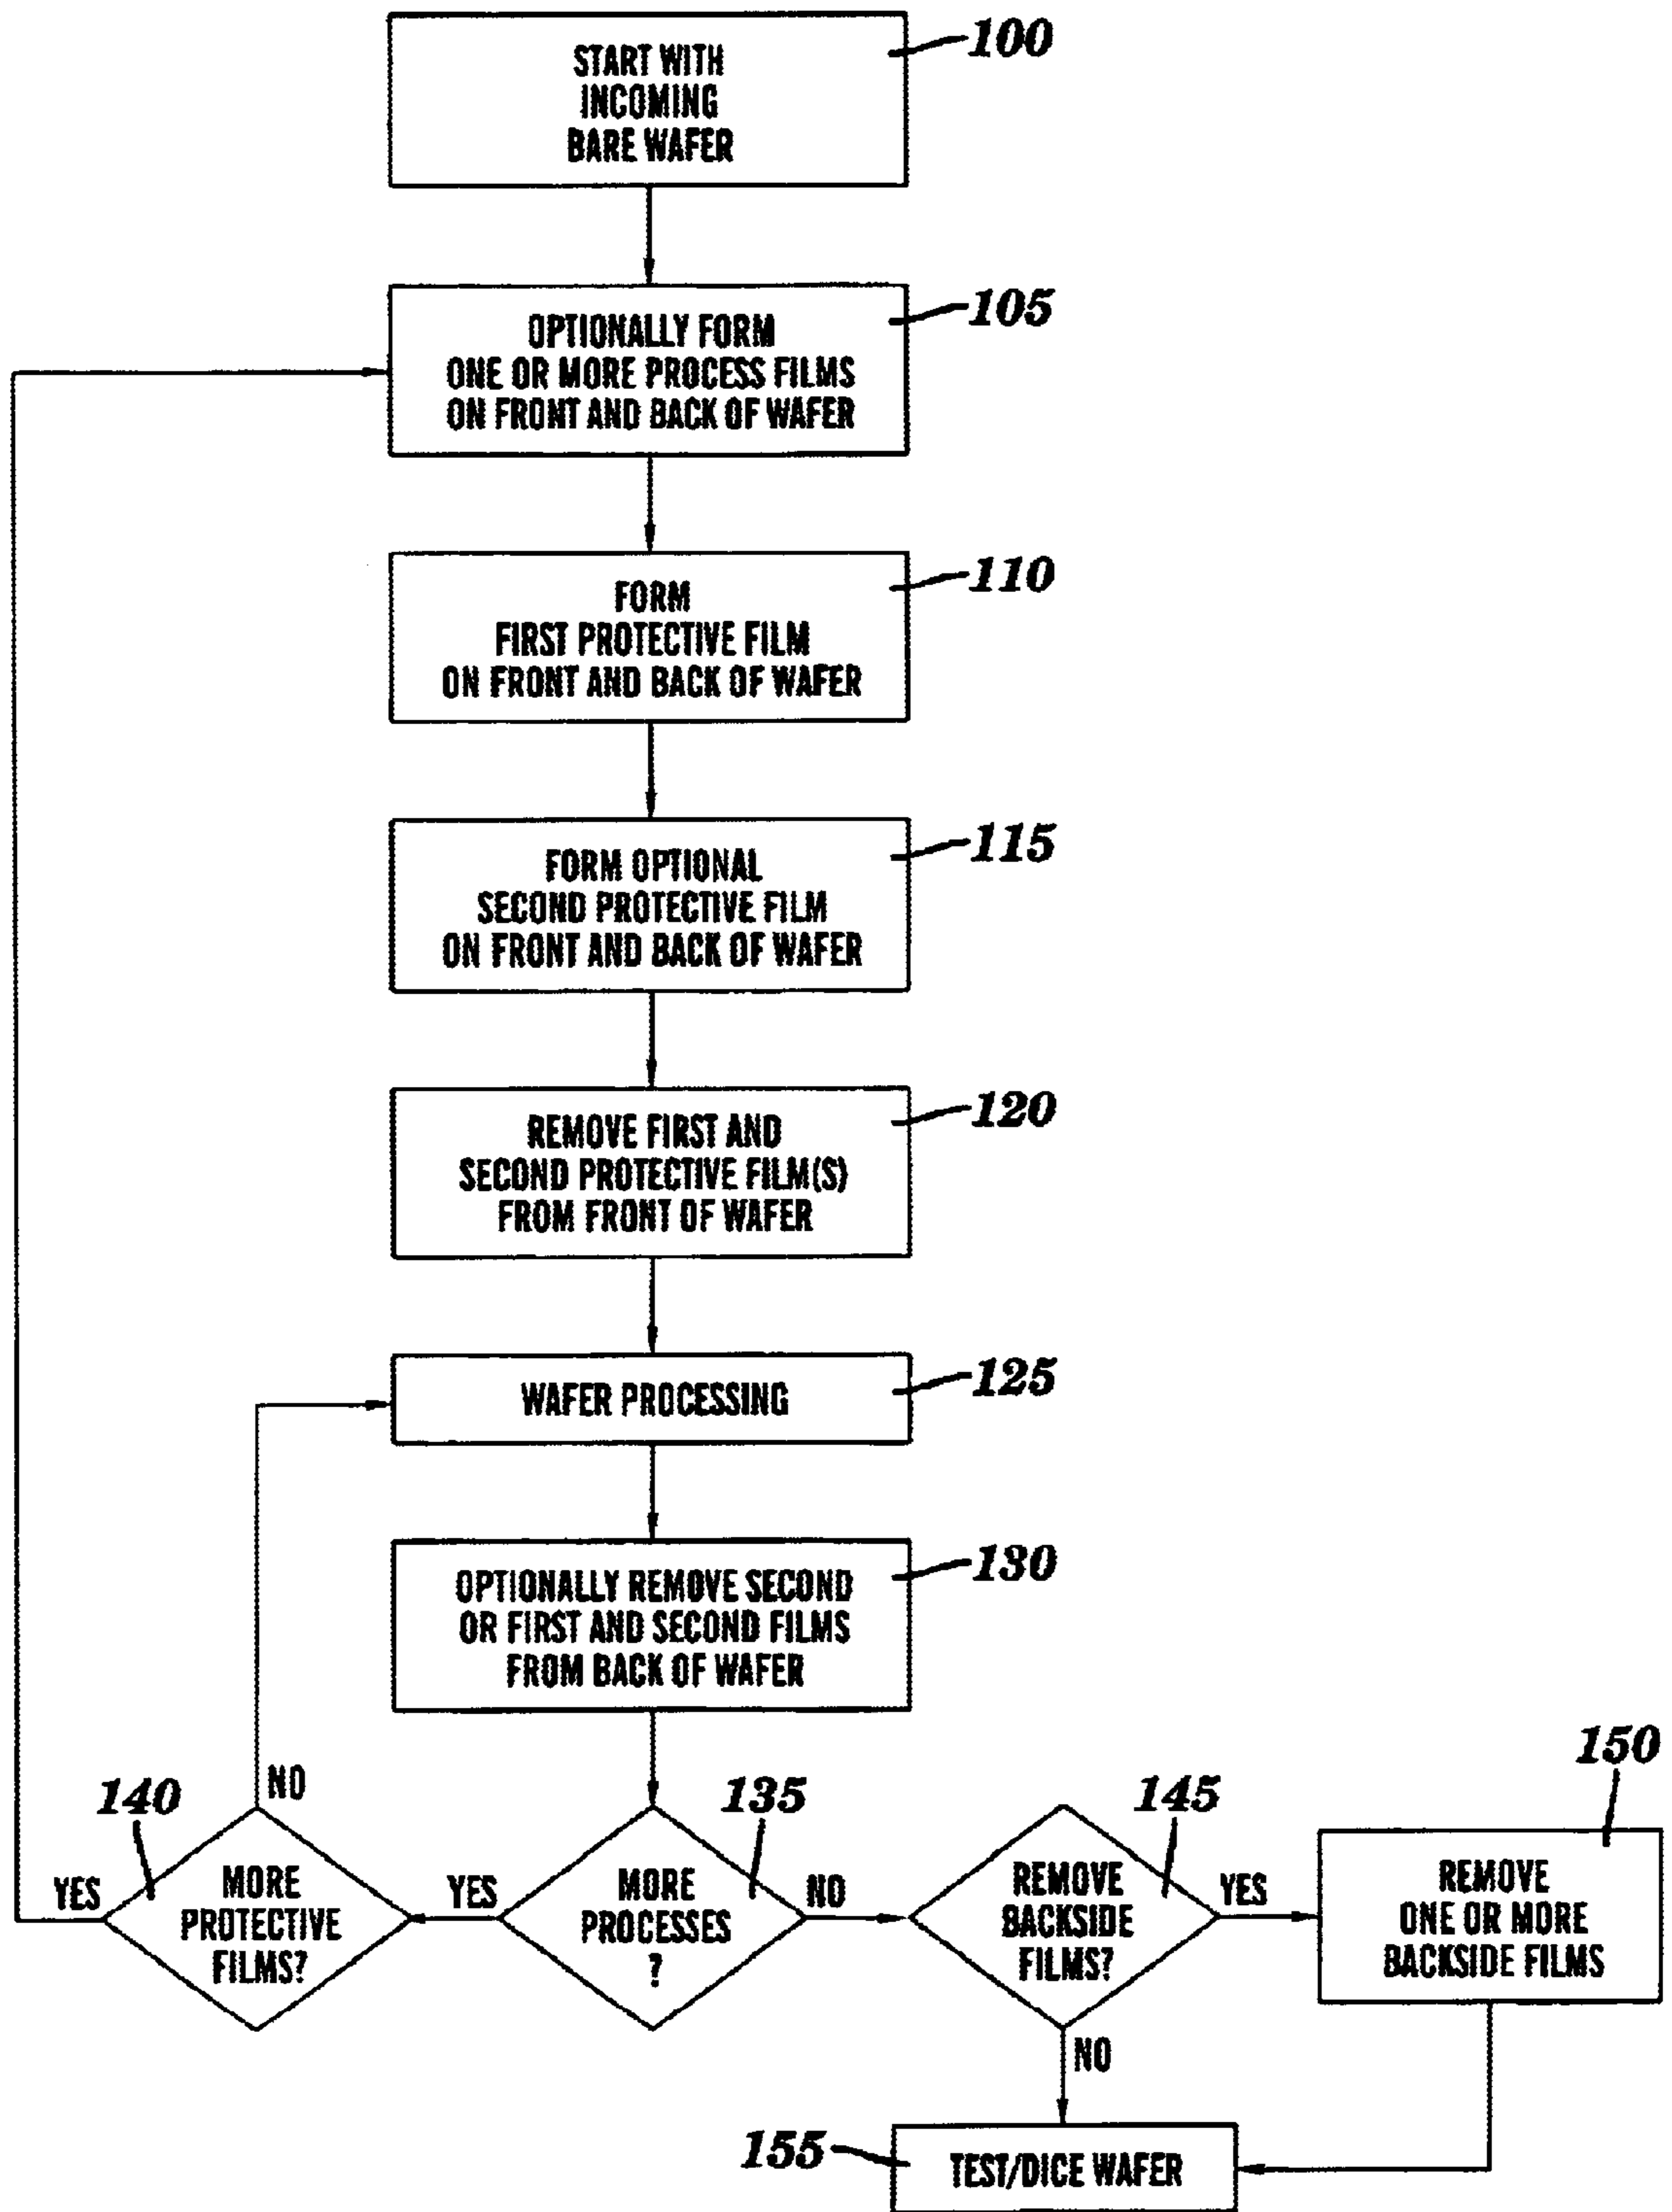 START WITH
INCOMING
BARE WAFER
100
OPTIONALLY FORM
ONE OR MORE PROCESS FILMS
ON FRONT AND BACK OF WAFER
105
FORM
FIRST PROTECTIVE FILM
ON FRONT AND BACK OF WAFER
110
FORM OPTIONAL
SECOND PROTECTIVE FILM
ON FRONT AND BACK OF WAFER
115
REMOVE FIRST AND
SECOND PROTECTIVE FILM(S)
FROM FRONT OF WAFER
120
WAFER PROCESSING
125
OPTIONALLY REMOVE SECOND
OR FIRST AND SECOND FILMS
FROM BACK OF WAFER
130
140
NO
YES
MORE
PROTECTIVE
FILMS?
YES
135
MORE
PROCESSES
?
NO
145
REMOVE
BACKSIDE
FILMS?
YES
NO
150
REMOVE
ONE OR MORE
BACKSIDE FILMS
155
TEST/DICE WAFER